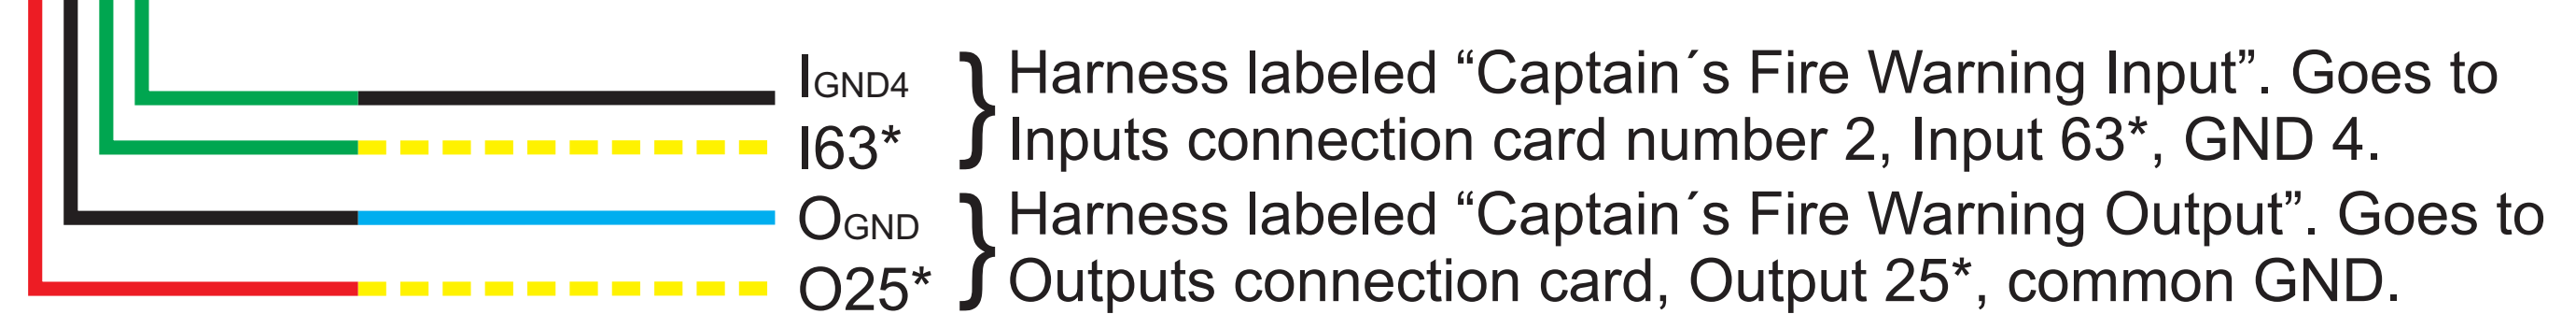 IGND4 } Harness labeled “Captain´s Fire Warning Input”. Goes to
I63* Inputs connection card number 2, Input 63*, GND 4.
OGND } Harness labeled “Captain´s Fire Warning Output”. Goes to
O25* Outputs connection card, Output 25*, common GND.